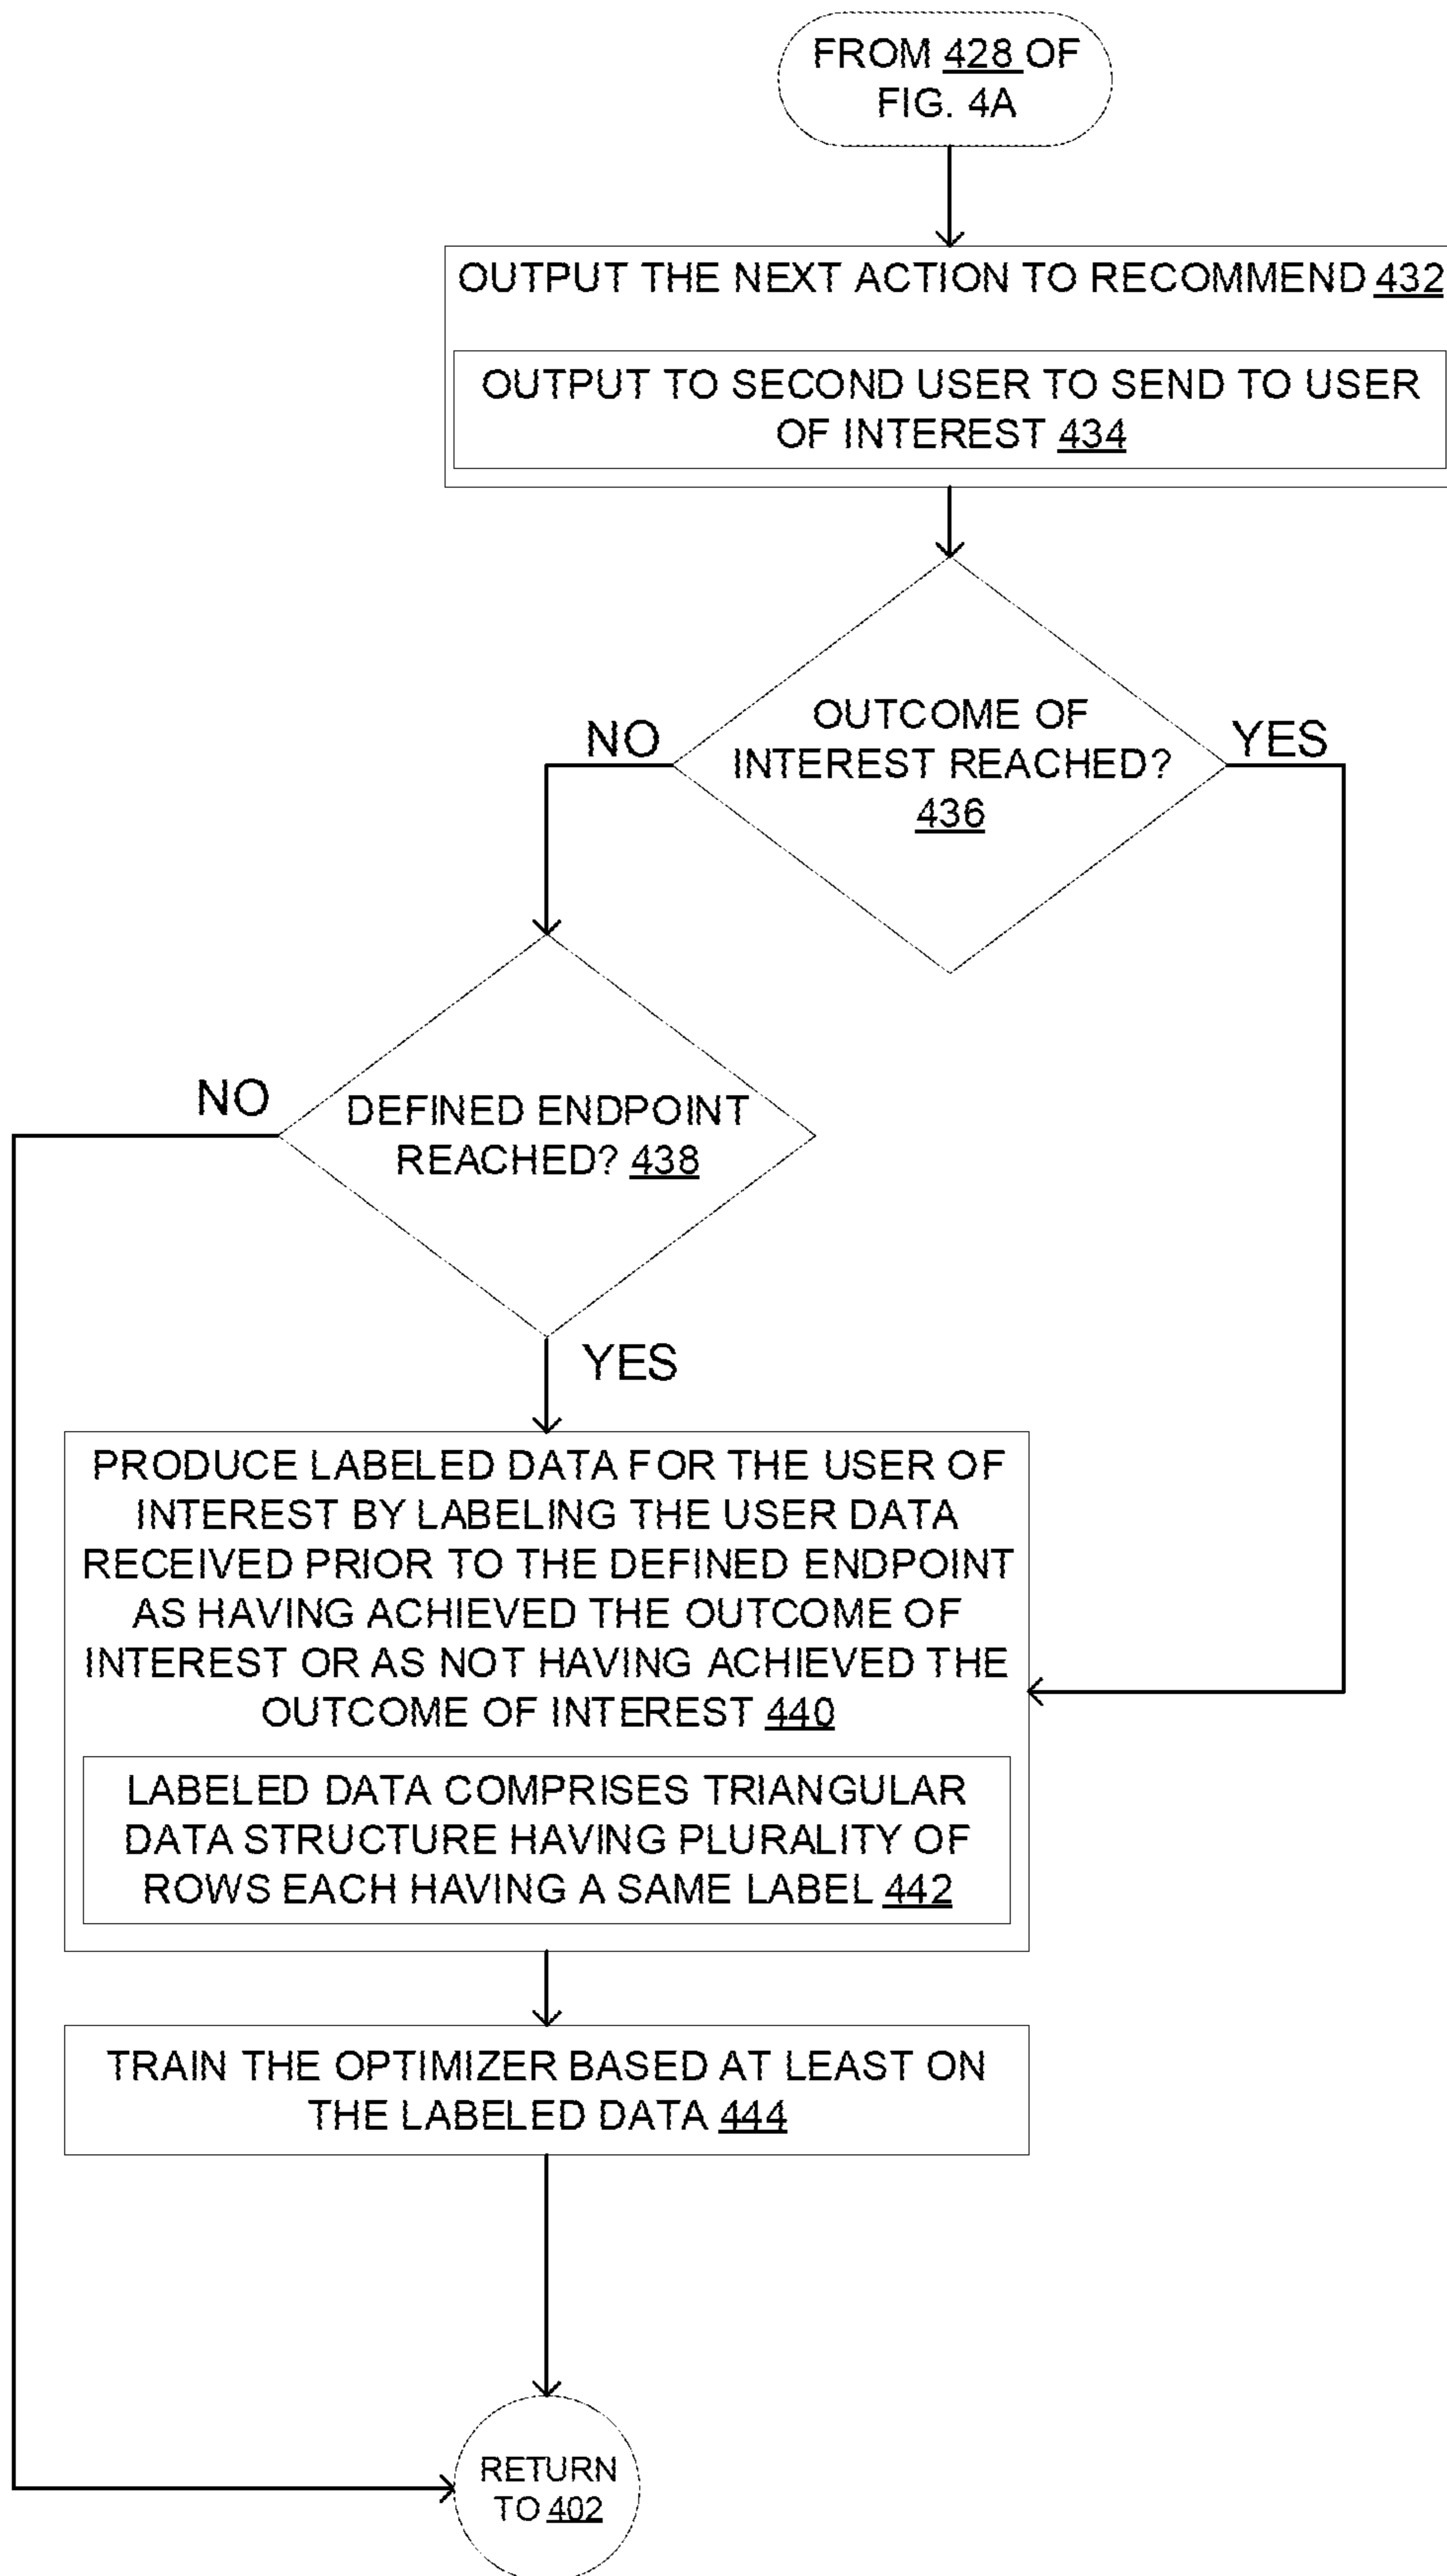 FROM 428 OF
FIG. 4A
OUTPUT THE NEXT ACTION TO RECOMMEND 432
OUTPUT TO SECOND USER TO SEND TO USER
OF INTEREST 434
NO
OUTCOME OF
INTEREST REACHED?
436
YES
NO
DEFINED ENDPOINT
REACHED? 438
YES
PRODUCE LABELED DATA FOR THE USER OF
INTEREST BY LABELING THE USER DATA
RECEIVED PRIOR TO THE DEFINED ENDPOINT
AS HAVING ACHIEVED THE OUTCOME OF
INTEREST OR AS NOT HAVING ACHIEVED THE
OUTCOME OF INTEREST 440
LABELED DATA COMPRISES TRIANGULAR
DATA STRUCTURE HAVING PLURALITY OF
ROWS EACH HAVING A SAME LABEL 442
TRAIN THE OPTIMIZER BASED AT LEAST ON
THE LABELED DATA 444
RETURN
TO 402